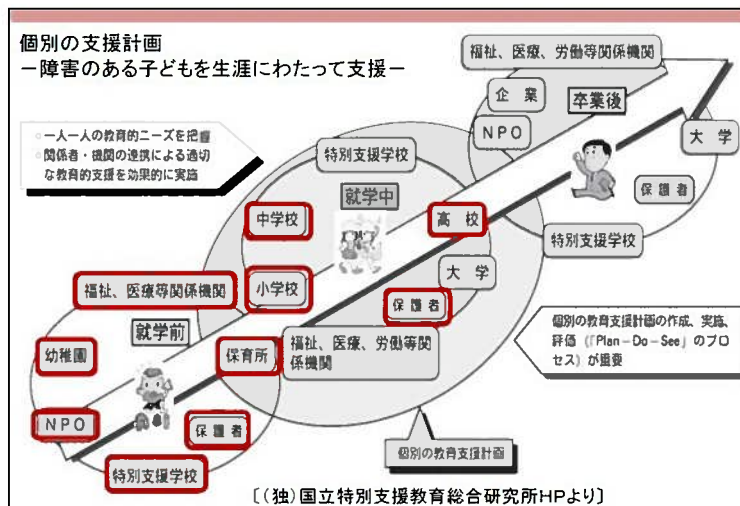 個別の支援計画
－障害のある子どもを生涯にわたって支援－
○一人一人の教育的ニーズを把握
○関係者・機関の連携による適切
な教育的支援を効果的に実施
福祉、医療、労働等関係機関
企　業
卒業後
NPO
大　学
保護者
特別支援学校
特別支援学校
就学中
中学校
高　校
小学校
大　学
保護者
福祉、医療、労働等関
係機関
福祉、医療等関係機関
就学前
幼稚園
保育所
NPO
保護者
特別支援学校
個別の教育支援計画の作成、実施、
評価（「Plan－Do－See」のプロ
セス）が重要
個別の教育支援計画
〔（独）国立特別支援教育総合研究所HPより〕